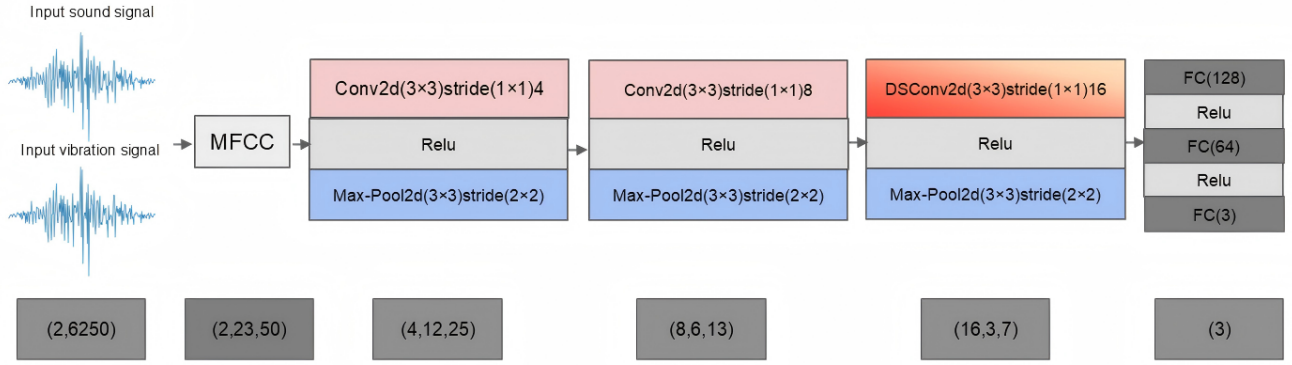 Input sound signal
Input vibration signal
MFCC
Conv2d(3×3)stride(1×1)4
Relu
Max-Pool2d(3×3)stride(2×2)
Conv2d(3×3)stride(1×1)8
Relu
Max-Pool2d(3×3)stride(2×2)
DSConv2d(3×3)stride(1×1)16
Relu
Max-Pool2d(3×3)stride(2×2)
FC(128)
Relu
FC(64)
Relu
FC(3)
(2,6250)
(2,23,50)
(4,12,25)
(8,6,13)
(16,3,7)
(3)